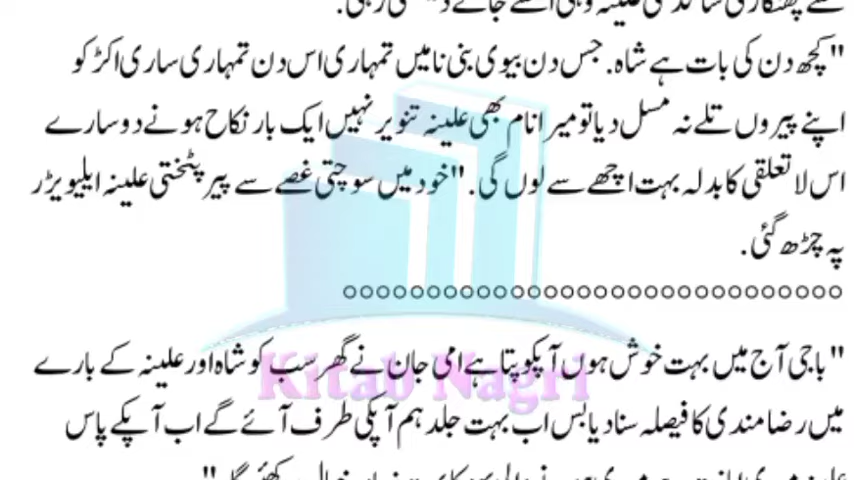 "کچھ دن کی بات ہے شاہ. جس دن بیوی بنی نا میں تمہاری اس دن تمہاری ساری اکڑ کو
اپنے پیروں تلے نہ مسل دیا تو میرا نام بھی علینہ تنویر نہیں ایک بار نکاح ہونے دو سارے
اس لاتعلقی کا بدلہ بہت اچھے سے لوں گی. "خود میں سوچتی غصے سے پیر پٹختی علینہ ایلیویڑر
پہ چڑھ گئی.
○○○○○○○○○○○○○○○○○○○○○○○○○○○○○○
"باجی آج میں بہت خوش ہوں آپکو پتا ہے امی جان نے گھر سب کو شاہ اور علینہ کے بارے
Kitab Nagri
میں رضامندی کا فیصلہ سنا دیا بس اب بہت جلد ہم آپکی طرف آئے گے اب آپکے پاس